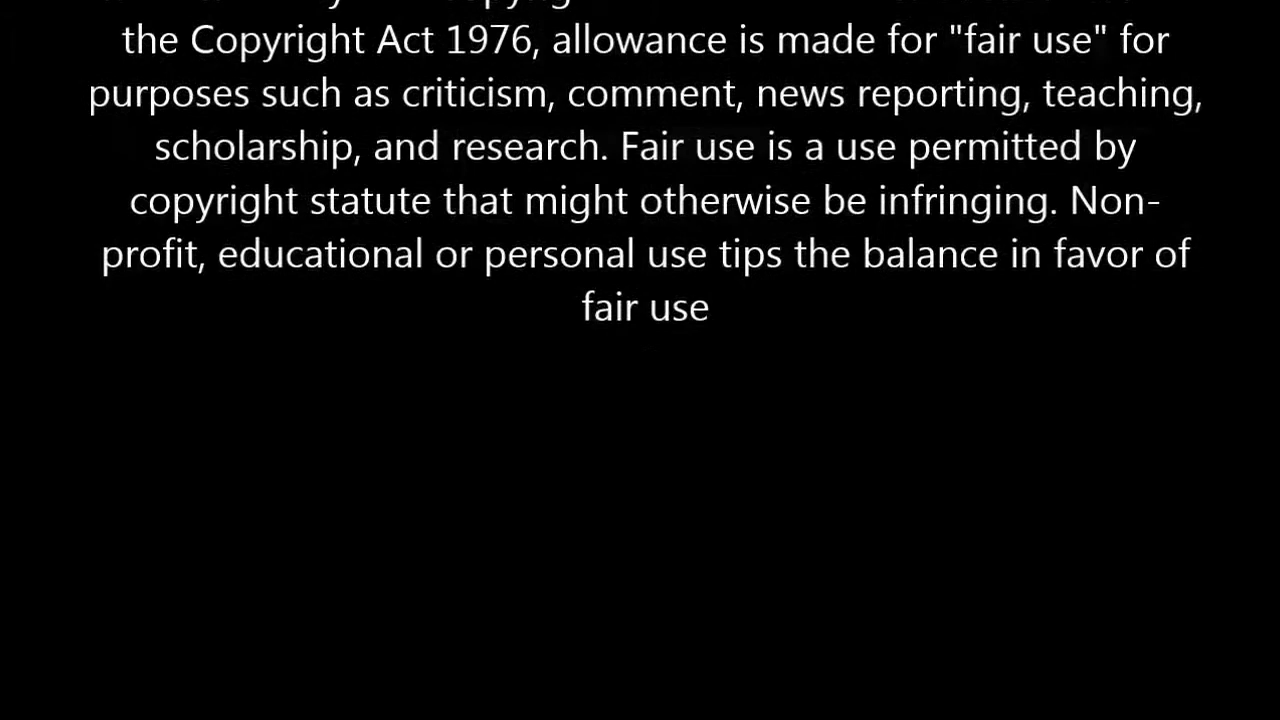 the Copyright Act 1976, allowance is made for "fair use" for
purposes such as criticism, comment, news reporting, teaching,
scholarship, and research. Fair use is a use permitted by
copyright statute that might otherwise be infringing. Non-
profit, educational or personal use tips the balance in favor of
fair use